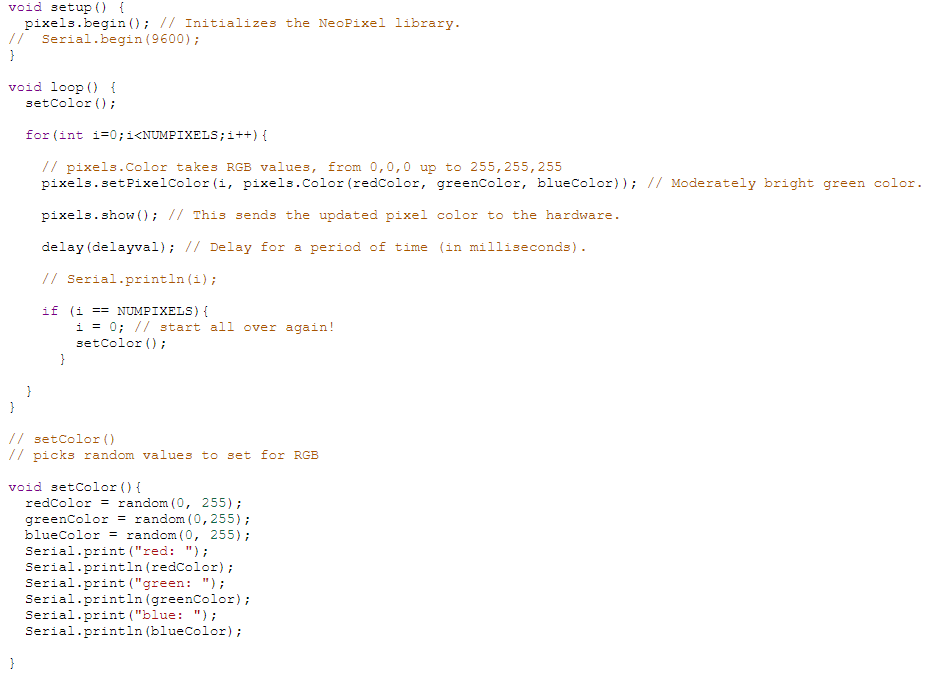 void setup() {
  pixels.begin(); // Initializes the NeoPixel library.
//  Serial.begin(9600);
}

void loop() {
  setColor();

  for(int i=0;i<NUMPIXELS;i++){

    // pixels.Color takes RGB values, from 0,0,0 up to 255,255,255
    pixels.setPixelColor(i, pixels.Color(redColor, greenColor, blueColor)); // Moderately bright green color.

    pixels.show(); // This sends the updated pixel color to the hardware.

    delay(delayval); // Delay for a period of time (in milliseconds).

    // Serial.println(i);

    if (i == NUMPIXELS){
        i = 0; // start all over again!
        setColor();
      }

  }
}

// setColor()
// picks random values to set for RGB

void setColor(){
  redColor = random(0, 255);
  greenColor = random(0,255);
  blueColor = random(0, 255);
  Serial.print("red: ");
  Serial.println(redColor);
  Serial.print("green: ");
  Serial.println(greenColor);
  Serial.print("blue: ");
  Serial.println(blueColor);

}